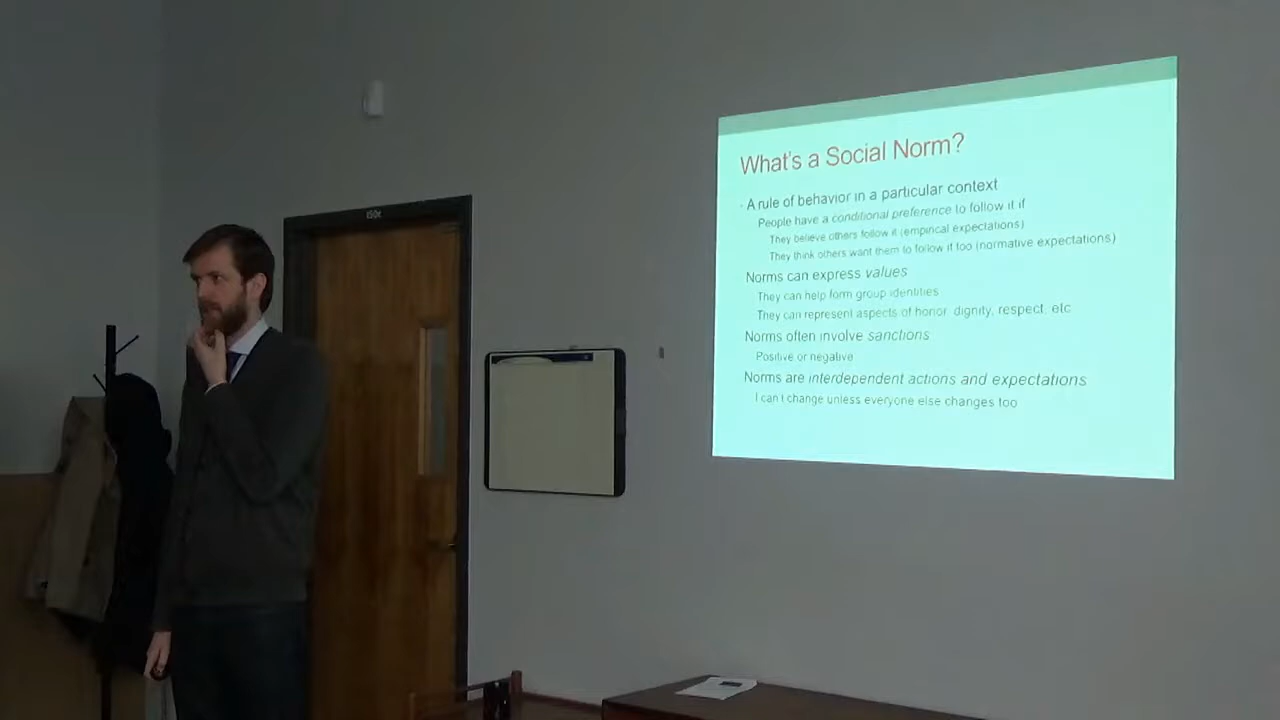 150c
What's a Social Norm?
A rule of behavior in a particular context
People have a conditional preference to follow it if
They believe others follow it (empirical expectations)
They think others want them to follow it too (normative expectations)
Norms can express values
They can help form group identities
They can represent aspects of honor, dignity, respect, etc
Norms often involve sanctions
Positive or negative
Norms are interdependent actions and expectations
I can't change unless everyone else changes too